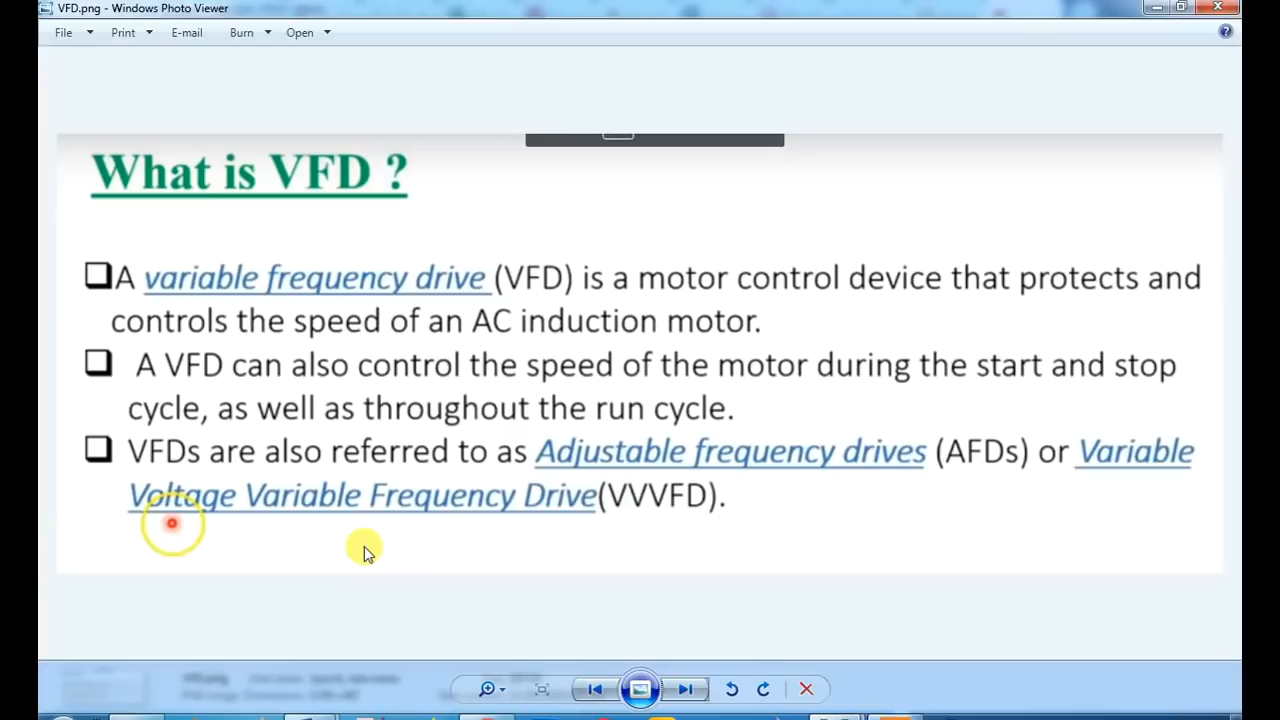 VFD.png - Windows Photo Viewer
File Print E-mail Burn Open
What is VFD ?
A variable frequency drive (VFD) is a motor control device that protects and
controls the speed of an AC induction motor.
A VFD can also control the speed of the motor during the start and stop
cycle, as well as throughout the run cycle.
VFDs are also referred to as Adjustable frequency drives (AFDs) or Variable
Voltage Variable Frequency Drive(VVVFD).